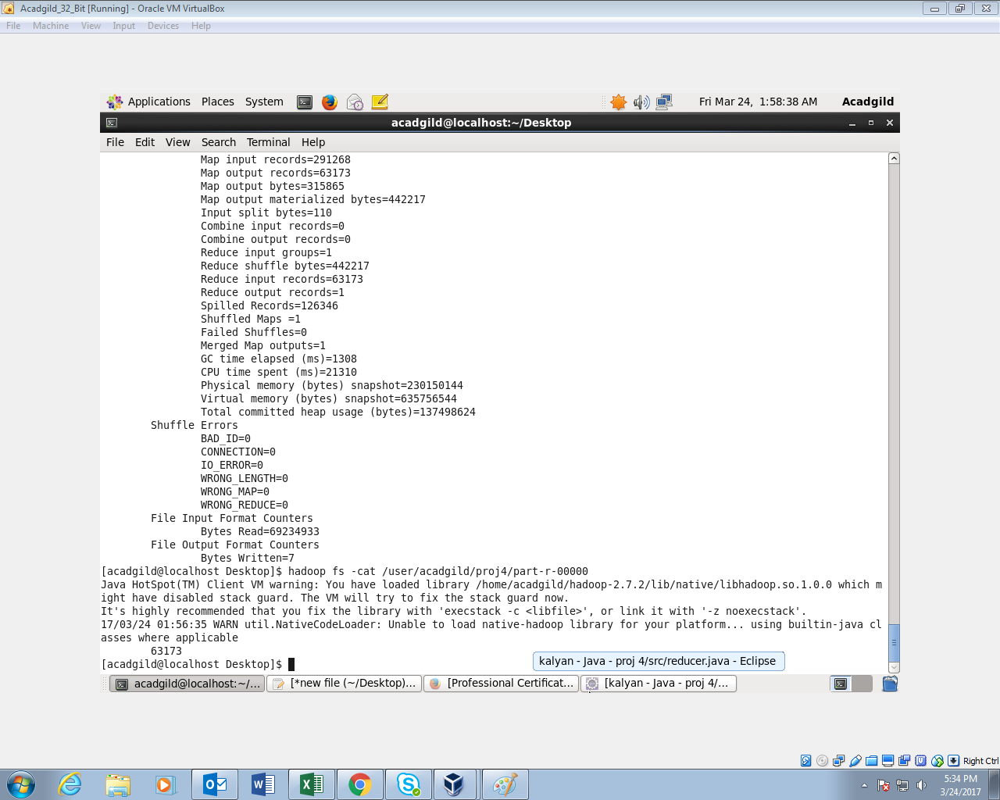 Acadgild_32_Bit [Running] - Oracle VM VirtualBox
File Machine View Input Devices Help
Applications Places System Fri Mar 24, 1:58:38 AM Acadgild
acadgild@localhost:~/Desktop
File Edit View Search Terminal Help
Map input records=291268
Map output records=63173
Map output bytes=315865
Map output materialized bytes=442217
Input split bytes=110
Combine input records=0
Combine output records=0
Reduce input groups=1
Reduce shuffle bytes=442217
Reduce input records=63173
Reduce output records=1
Spilled Records=126346
Shuffled Maps =1
Failed Shuffles=0
Merged Map outputs=1
GC time elapsed (ms)=1308
CPU time spent (ms)=21310
Physical memory (bytes) snapshot=230150144
Virtual memory (bytes) snapshot=635756544
Total committed heap usage (bytes)=137498624
Shuffle Errors
BAD_ID=0
CONNECTION=0
IO_ERROR=0
WRONG_LENGTH=0
WRONG_MAP=0
WRONG_REDUCE=0
File Input Format Counters
Bytes Read=69234933
File Output Format Counters
Bytes Written=7
[acadgild@localhost Desktop]$ hadoop fs -cat /user/acadgild/proj4/part-r-00000
Java HotSpot(TM) Client VM warning: You have loaded library /home/acadgild/hadoop-2.7.2/lib/native/libhadoop.so.1.0.0 which m
ight have disabled stack guard. The VM will try to fix the stack guard now.
It's highly recommended that you fix the library with 'execstack -c <libfile>', or link it with '-z noexecstack'.
17/03/24 01:56:35 WARN util.NativeCodeLoader: Unable to load native-hadoop library for your platform... using builtin-java cl
asses where applicable
63173
[acadgild@localhost Desktop]$
kalyan - Java - proj 4/src/reducer.java - Eclipse
acadgild@localhost:~/... [*new file (~/Desktop)... [Professional Certificat... [kalyan - Java - proj 4/...
Right Ctrl
5:34 PM
3/24/2017